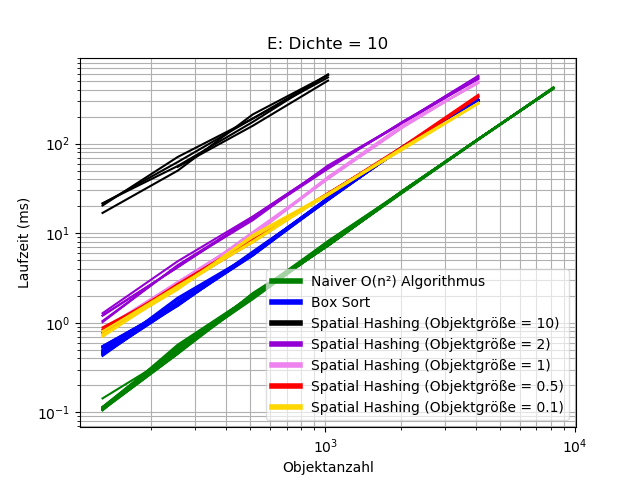 E: Dichte = 10
Laufzeit (ms)
10²
10¹
10⁰
10⁻¹
Naiver O(n²) Algorithmus
Box Sort
Spatial Hashing (Objektgröße = 10)
Spatial Hashing (Objektgröße = 2)
Spatial Hashing (Objektgröße = 1)
Spatial Hashing (Objektgröße = 0.5)
Spatial Hashing (Objektgröße = 0.1)
10³ 10⁴
Objektanzahl